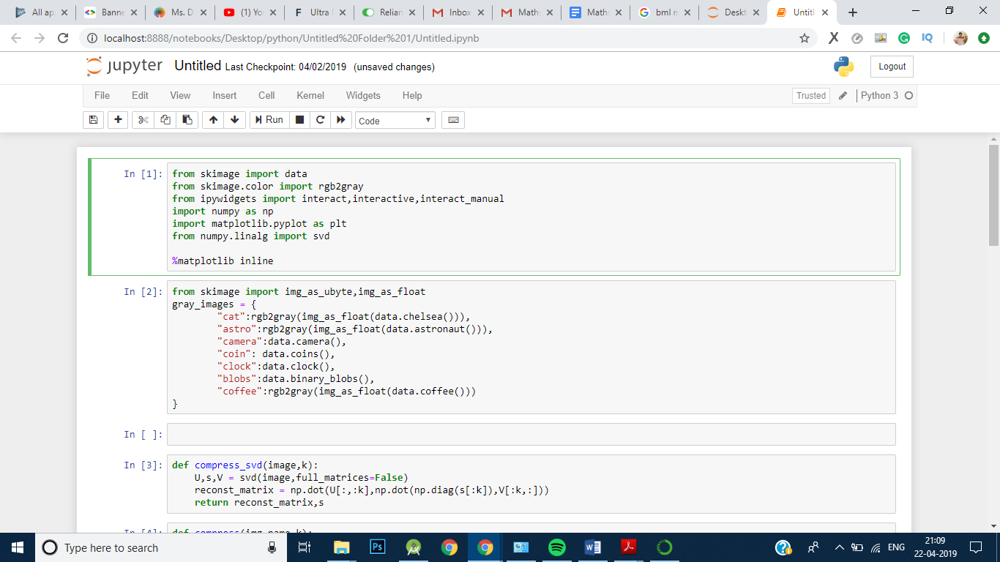 All ap
Banne
Ms. D
(1) Yo
Ultra
Relian
Inbox
Maths
Maths
bml n
Deskt
Untitl
localhost:8888/notebooks/Desktop/python/Untitled%20Folder%201/Untitled.ipynb
jupyter Untitled Last Checkpoint: 04/02/2019 (unsaved changes)
Logout
File Edit View Insert Cell Kernel Widgets Help
Trusted
Python 3
Run
Code
In [1]:
from skimage import data
from skimage.color import rgb2gray
from ipywidgets import interact,interactive,interact_manual
import numpy as np
import matplotlib.pyplot as plt
from numpy.linalg import svd
%matplotlib inline
In [2]:
from skimage import img_as_ubyte,img_as_float
gray_images = {
"cat":rgb2gray(img_as_float(data.chelsea())),
"astro":rgb2gray(img_as_float(data.astronaut())),
"camera":data.camera(),
"coin": data.coins(),
"clock":data.clock(),
"blobs":data.binary_blobs(),
"coffee":rgb2gray(img_as_float(data.coffee()))
}
In [ ]:
In [3]:
def compress_svd(image,k):
U,s,V = svd(image,full_matrices=False)
reconst_matrix = np.dot(U[:,:k],np.dot(np.diag(s[:k]),V[:k,:]))
return reconst_matrix,s
In [4]:
def compress(img_name,k):
Type here to search
ENG
21:09
22-04-2019